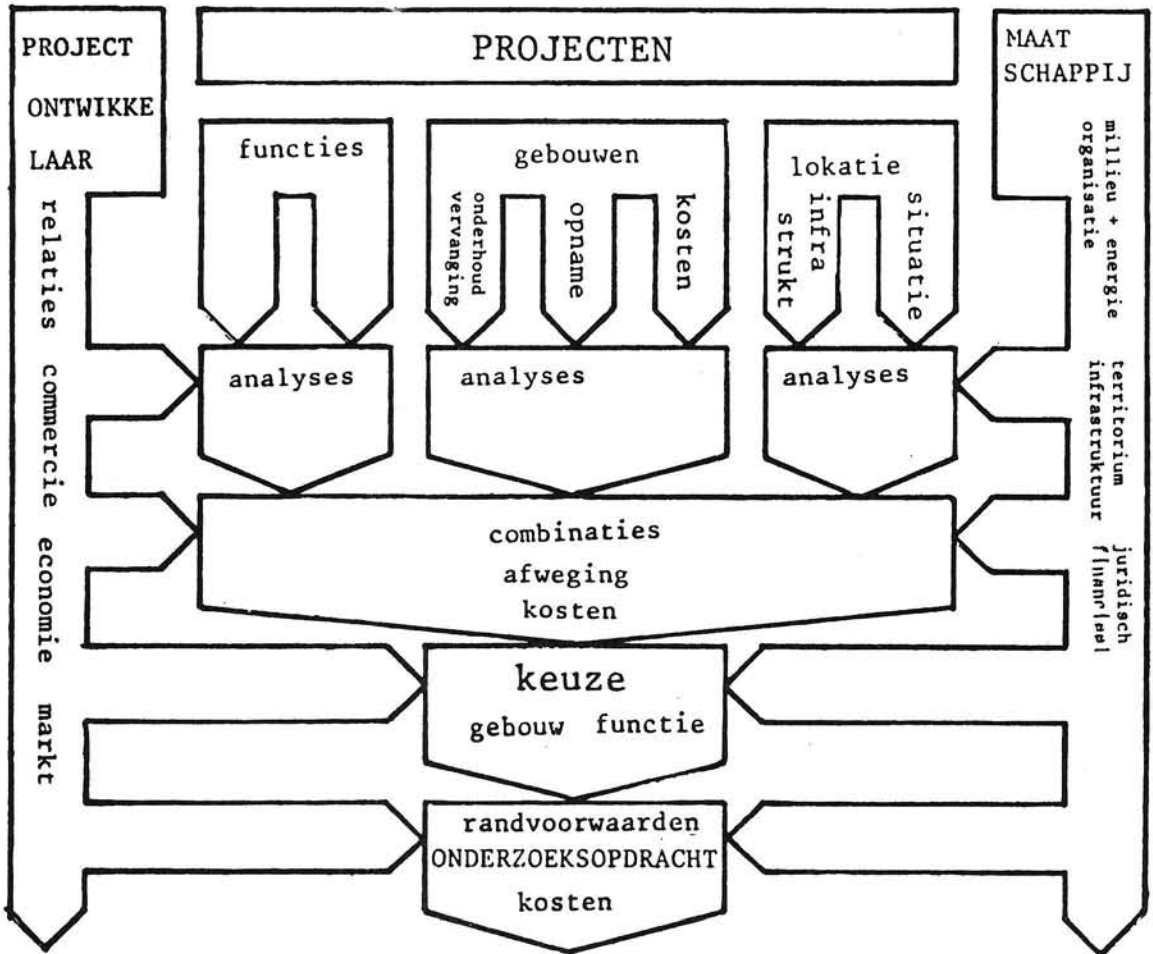 PROJECT
ONTWIKKE
LAAR
relaties commercie economie markt
PROJECTEN
functies
gebouwen
onderhoud
vervanging
opname
kosten
lokatie
infra
strukt
situatie
analyses
analyses
analyses
combinaties
afweging
kosten
keuze
gebouw functie
randvoorwaarden
ONDERZOEKSOPDRACHT
kosten
MAAT
SCHAPPIJ
millieu + energie
organisatie
territorium
infrastruktuur
juridisch
financieel